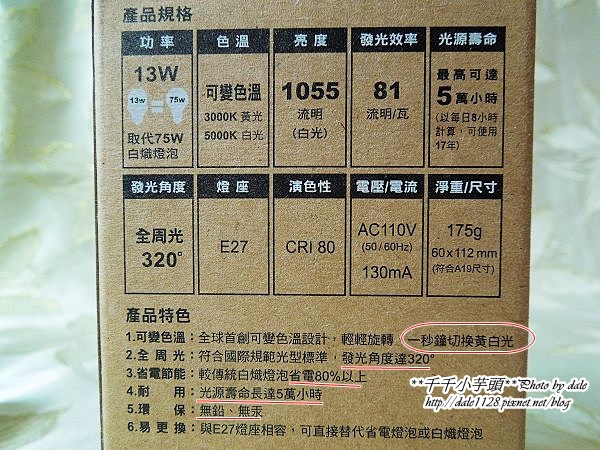 產品規格
功率
色溫
亮度
發光效率
光源壽命
13W
13w = 75w
取代75W
白熾燈泡
可變色溫
3000K 黃光
5000K 白光
1055
流明
(白光)
81
流明/瓦
最高可達
5萬小時
(以每日8小時
計算，可使用
17年)
發光角度
燈座
演色性
電壓/電流
淨重/尺寸
全周光
320°
E27
CRI 80
AC110V
(50/60Hz)
130mA
175g
60x112 mm
(符合A19尺寸)
產品特色
1.可變色溫：全球首創可變色溫設計，輕輕旋轉，一秒鐘切換黃白光
2.全 周 光：符合國際規範光型標準，發光角度達320°
3.省電節能：較傳統白熾燈泡省電80%以上
4.耐 用：光源壽命長達5萬小時
5.環 保：無鉛、無汞
6.易 更 換：與E27燈座相容，可直接替代省電燈泡或白熾燈泡
**千千小芋頭**Photo by dale
http://dale1128.pixnet.net/blog